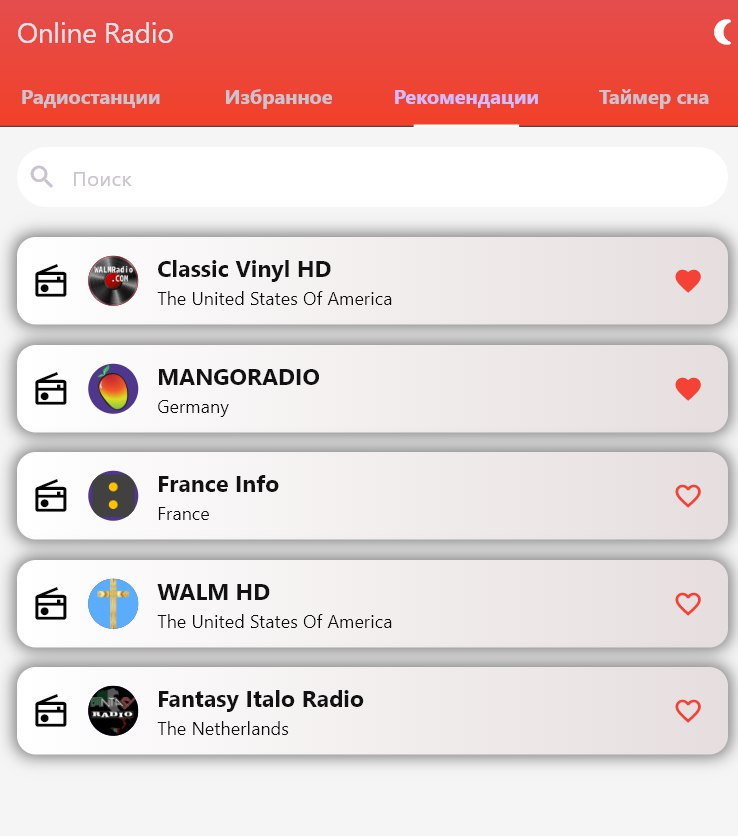 Online Radio
Радиостанции Избранное Рекомендации Таймер сна
Поиск
WALMRadio
.COM
Classic Vinyl HD
The United States Of America
MANGORADIO
Germany
France Info
France
WALM HD
The United States Of America
RADIO
Fantasy Italo Radio
The Netherlands